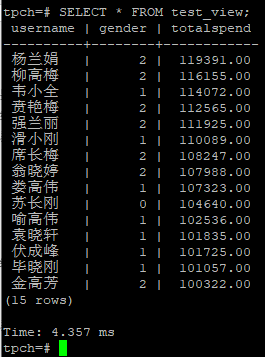 tpch=# SELECT * FROM test_view;
username | gender | totalspend
----------+--------+------------
杨兰娟 | 2 | 119391.00
柳高梅 | 2 | 116155.00
韦小全 | 1 | 114072.00
贲艳梅 | 2 | 112565.00
强兰丽 | 2 | 111925.00
滑小刚 | 1 | 110089.00
席长梅 | 2 | 108247.00
翁晓婷 | 2 | 107988.00
娄高伟 | 1 | 107323.00
苏长刚 | 0 | 104640.00
喻高伟 | 1 | 102536.00
袁晓轩 | 1 | 101835.00
伏成峰 | 1 | 101725.00
毕晓刚 | 1 | 101057.00
金高芳 | 2 | 100322.00
(15 rows)
Time: 4.357 ms
tpch=#